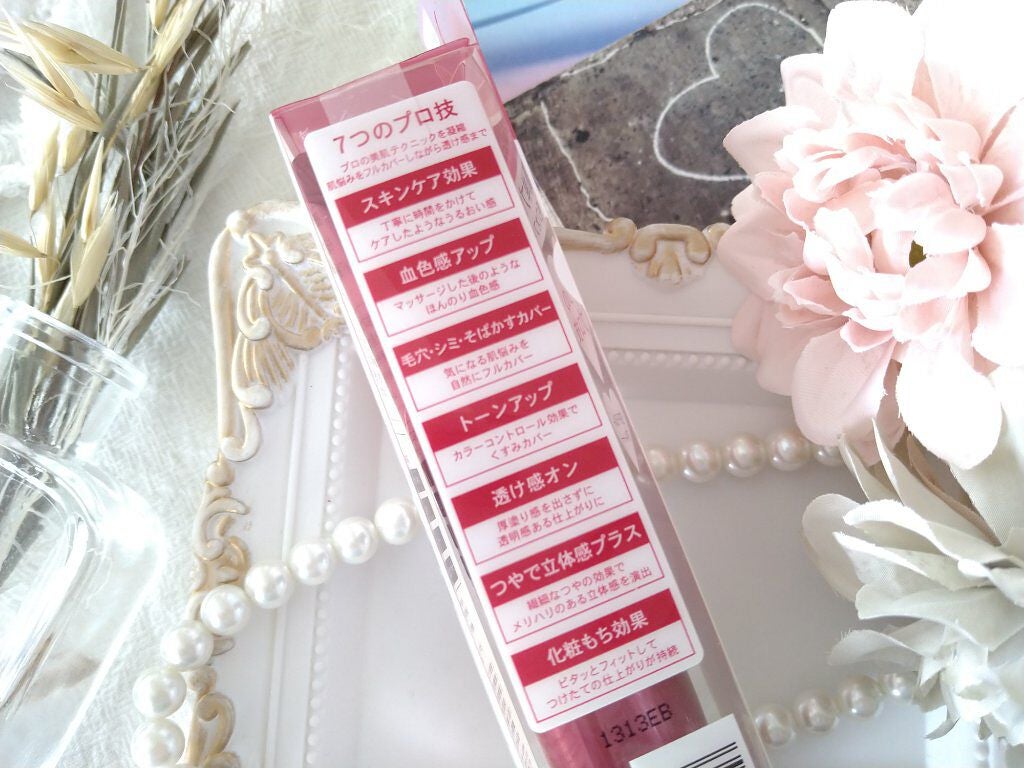 7つのプロ技
プロの美肌テクニックを凝縮
肌悩みをフルカバーしながら透け感まで
スキンケア効果
丁寧に時間をかけて
ケアしたようなうるおい感
血色感アップ
マッサージした後のような
ほんのり血色感
毛穴・シミ・そばかすカバー
気になる肌悩みを
自然にフルカバー
トーンアップ
カラーコントロール効果で
くすみカバー
透け感オン
厚塗り感を出さずに
透明感ある仕上がりに
つやで立体感プラス
繊細なつやの効果で
メリハリのある立体感を演出
化粧もち効果
ピタッとフィットして
つけたての仕上がりが持続
1313EB